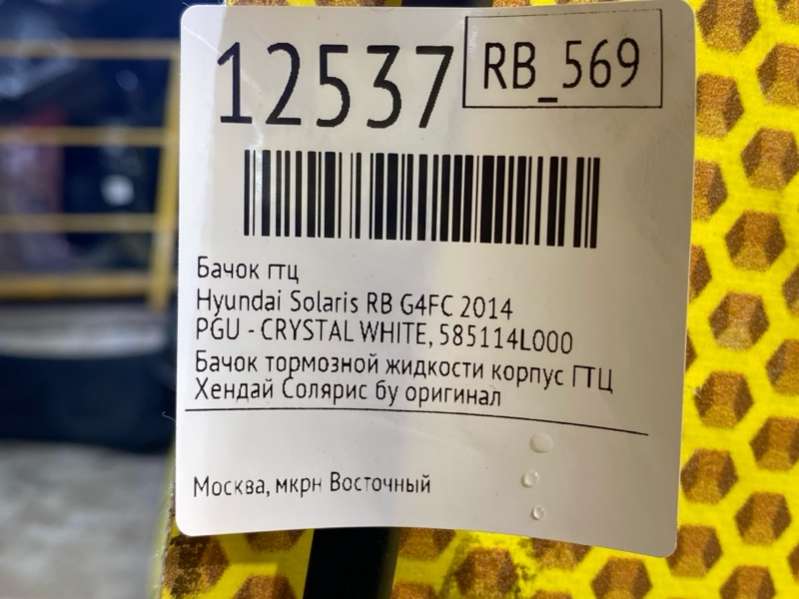 12537
RB_569
Бачок гтц
Hyundai Solaris RB G4FC 2014
PGU - CRYSTAL WHITE, 585114L000
Бачок тормозной жидкости корпус ГТЦ
Хендай Солярис бу оригинал
Москва, мкрн Восточный